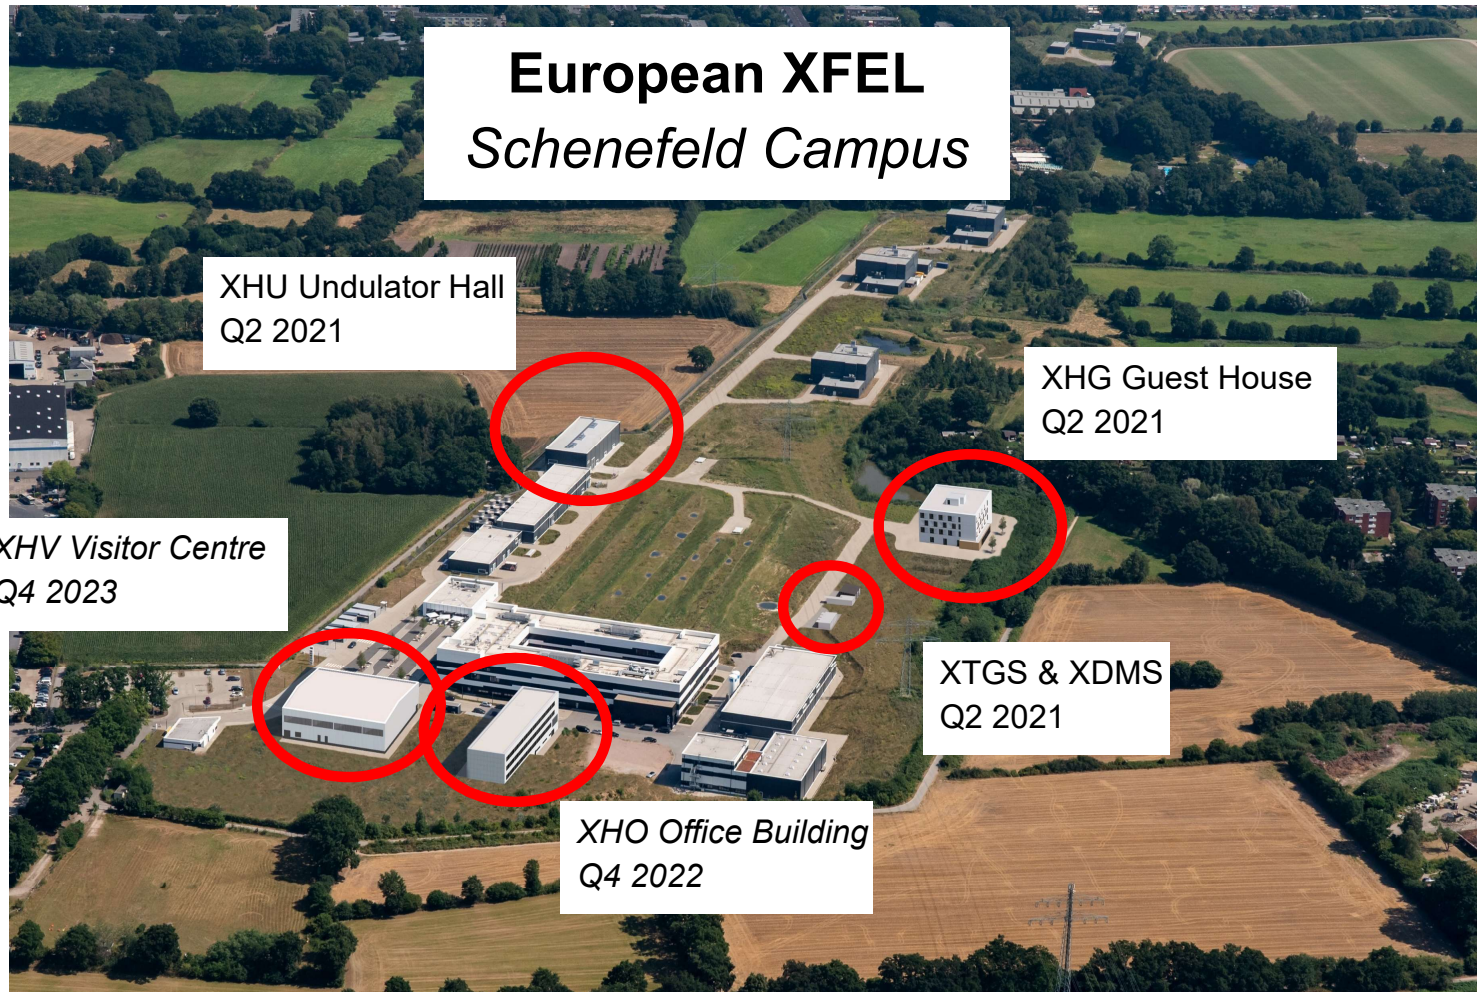 European XFEL
Schenefeld Campus
XHU Undulator Hall
Q2 2021
XHG Guest House
Q2 2021
XHV Visitor Centre
Q4 2023
XTGS & XDMS
Q2 2021
XHO Office Building
Q4 2022